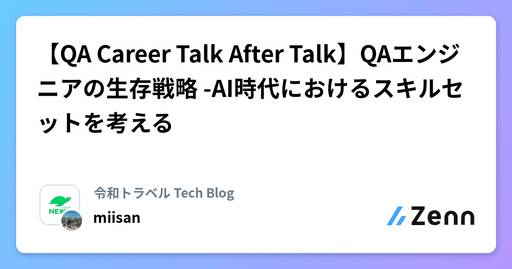 【QA Career Talk After Talk】QAエンジ
ニアの生存戦略 -AI時代におけるスキルセ
ットを考える
令和トラベル Tech Blog
NEWT
miisan
Zenn